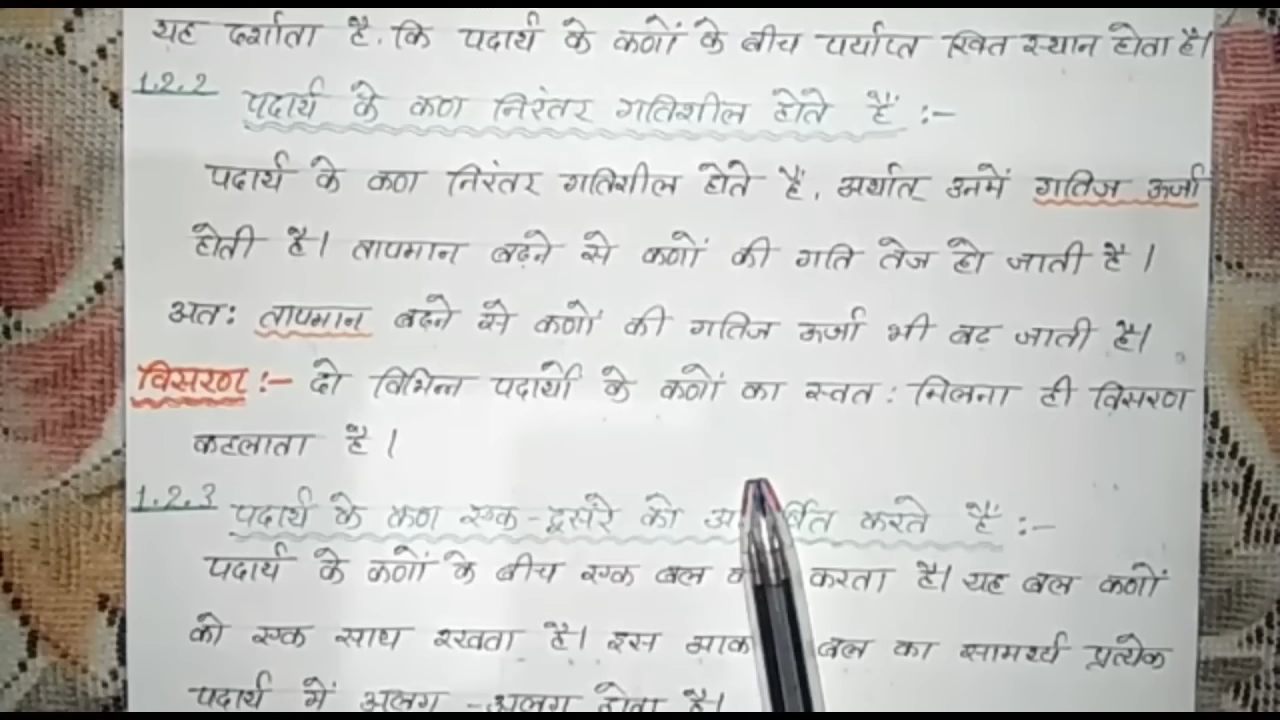 यह दर्शाता है, कि पदार्थ के कणों के बीच पर्याप्त रिक्त स्थान होता है।
1.2.2 पदार्थ के कण निरंतर गतिशील होते हैं :-
पदार्थ के कण निरंतर गतिशील होते हैं, अर्थात् उनमें गतिज ऊर्जा
होती है। तापमान बढ़ने से कणों की गति तेज हो जाती है।
अतः तापमान बढ़ने से कणों की गतिज ऊर्जा भी बढ़ जाती है।
विसरण :- दो विभिन्न पदार्थों के कणों का स्वतः मिलना ही विसरण
कहलाता है।
1.2.3 पदार्थ के कण एक-दूसरे को करते हैं :-
पदार्थ के कणों के बीच एक बल करता है। यह बल कणों
को एक साथ रखता है। इस बल का सामर्थ्य प्रत्येक
पदार्थ में अलग-अलग होता है।